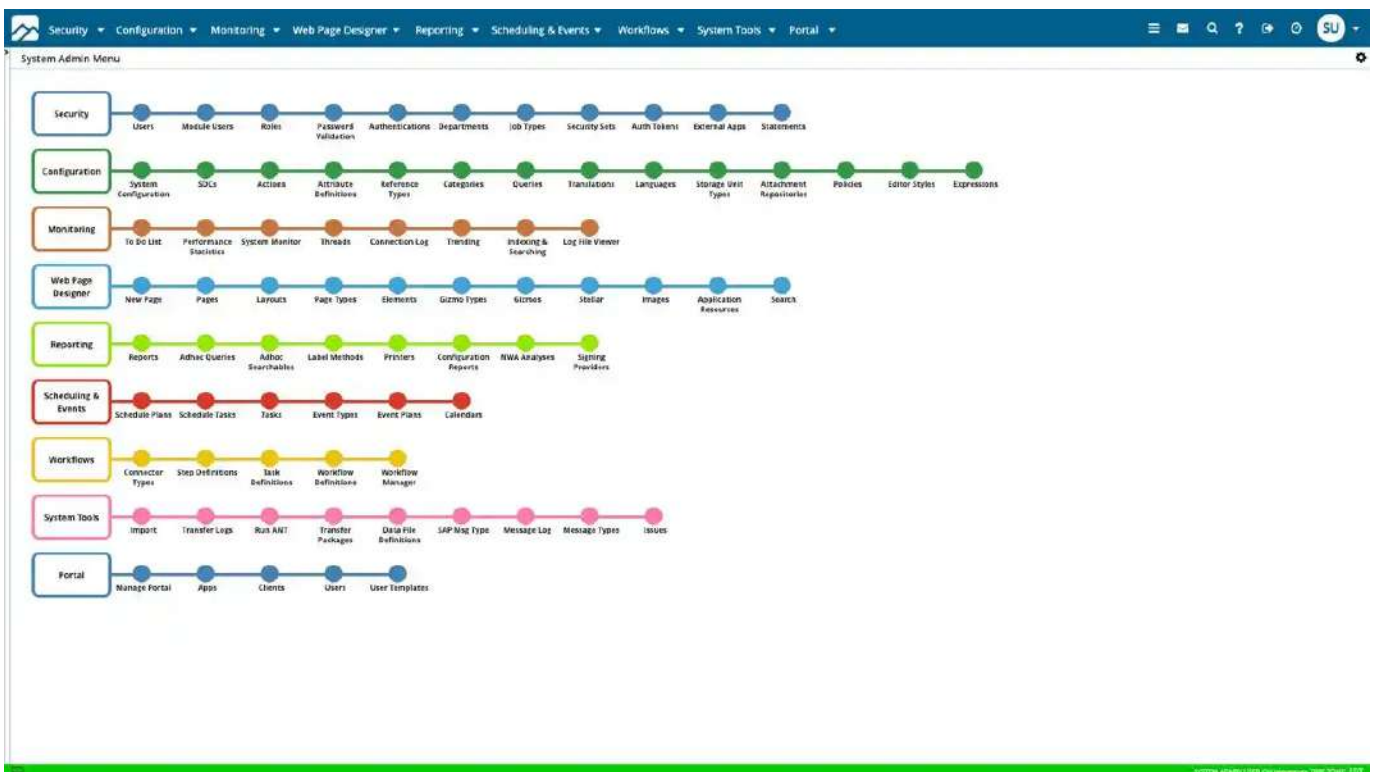 Security Configuration Monitoring Web Page Designer Reporting Scheduling & Events Workflows System Tools Portal ? SU
System Admin Menu
Security
Users Module Users Roles Password Validation Authentications Departments Job Types Security Sets Auth Tokens External Apps Statements
Configuration
System Configuration SDCs Actions Attribute Definitions Reference Types Categories Queries Translations Languages Storage Unit Types Attachment Repositories Policies Editor Styles Expressions
Monitoring
To Do List Performance Statistics System Monitor Threads Connection Log Trending Indexing & Searching Log File Viewer
Web Page Designer
New Page Pages Layouts Page Types Elements Gizmo Types Gizmos Stellar Images Application Resources Search
Reporting
Reports Adhoc Queries Adhoc Searchables Label Methods Printers Configuration Reports NWA Analyses Signing Providers
Scheduling & Events
Schedule Plans Schedule Tasks Tasks Event Types Event Plans Calendars
Workflows
Connector Types Step Definitions Task Definitions Workflow Definitions Workflow Manager
System Tools
Import Transfer Logs Run ANT Transfer Packages Data File Definitions SAP Msg Type Message Log Message Types Issues
Portal
Manage Portal Apps Clients Users User Templates